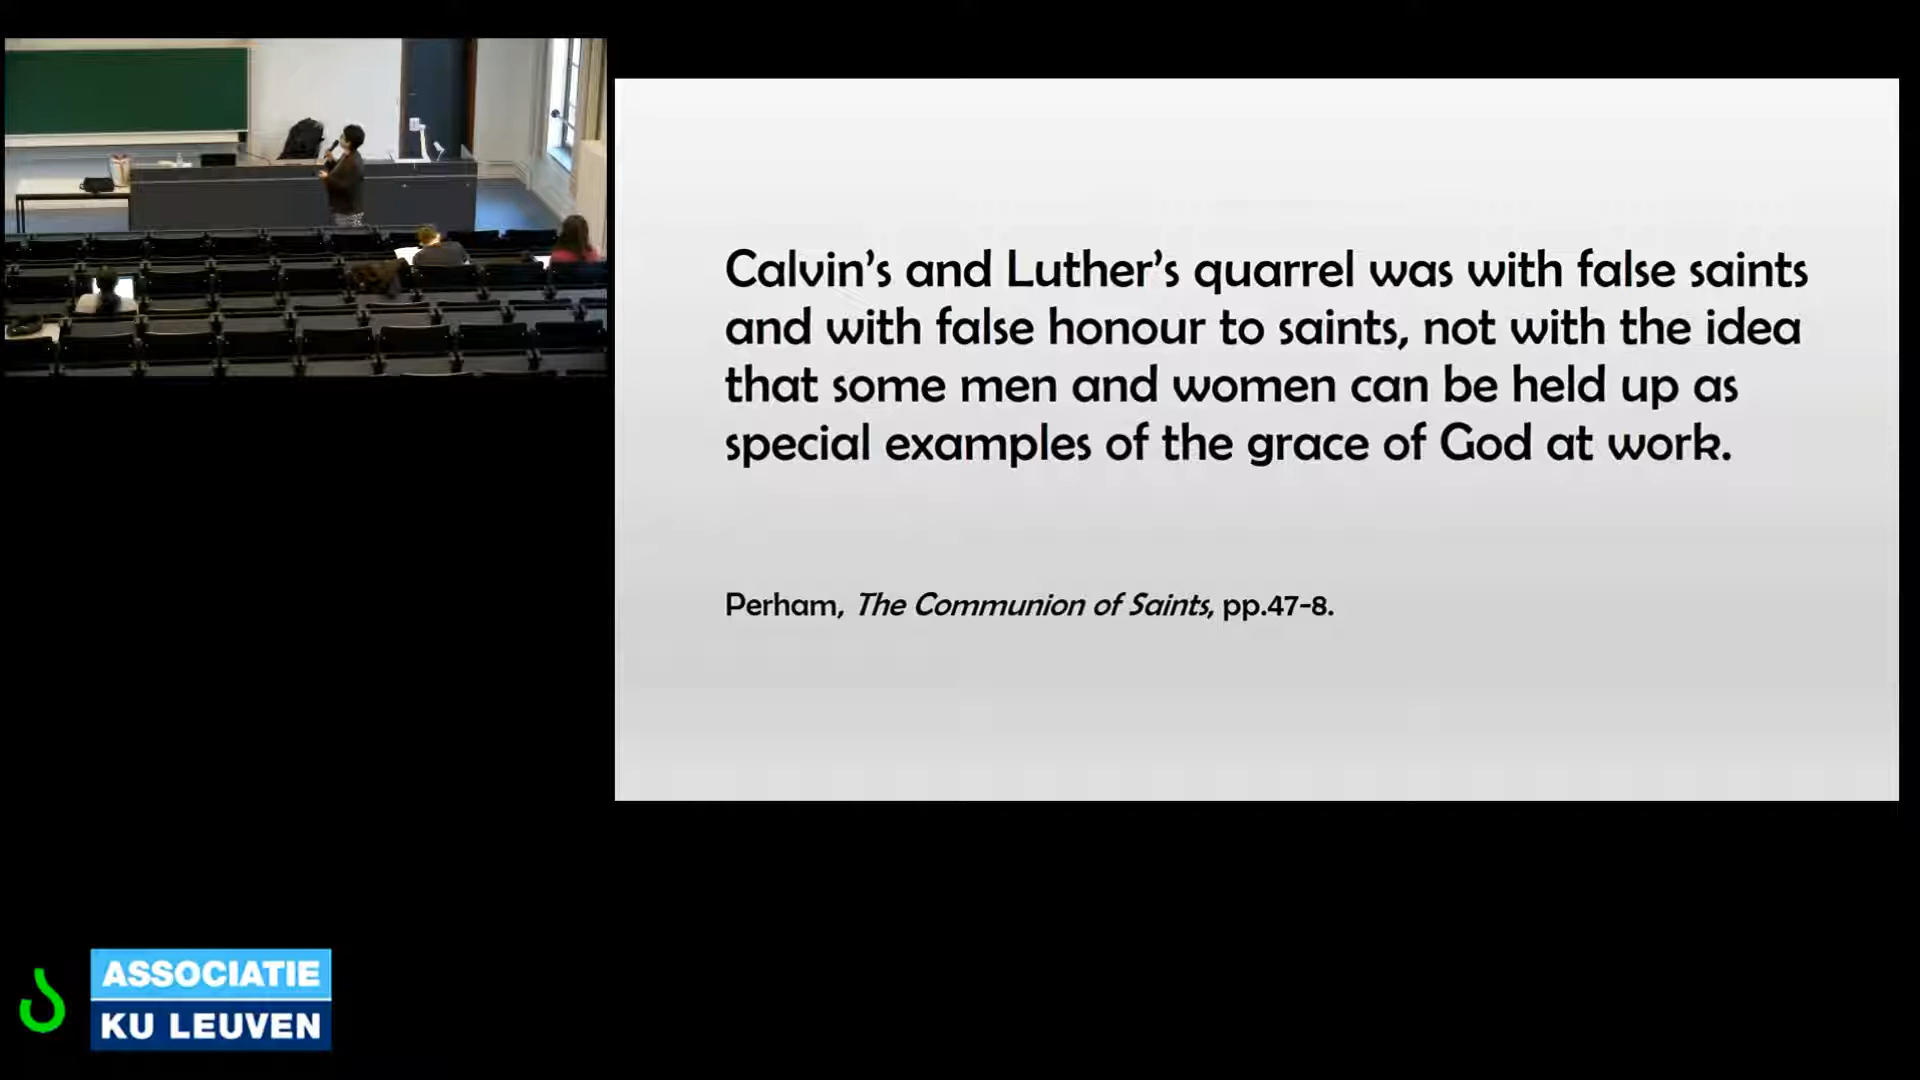 Calvin’s and Luther’s quarrel was with false saints
and with false honour to saints, not with the idea
that some men and women can be held up as
special examples of the grace of God at work.
Perham, The Communion of Saints, pp.47-8.
ASSOCIATIE
KU LEUVEN